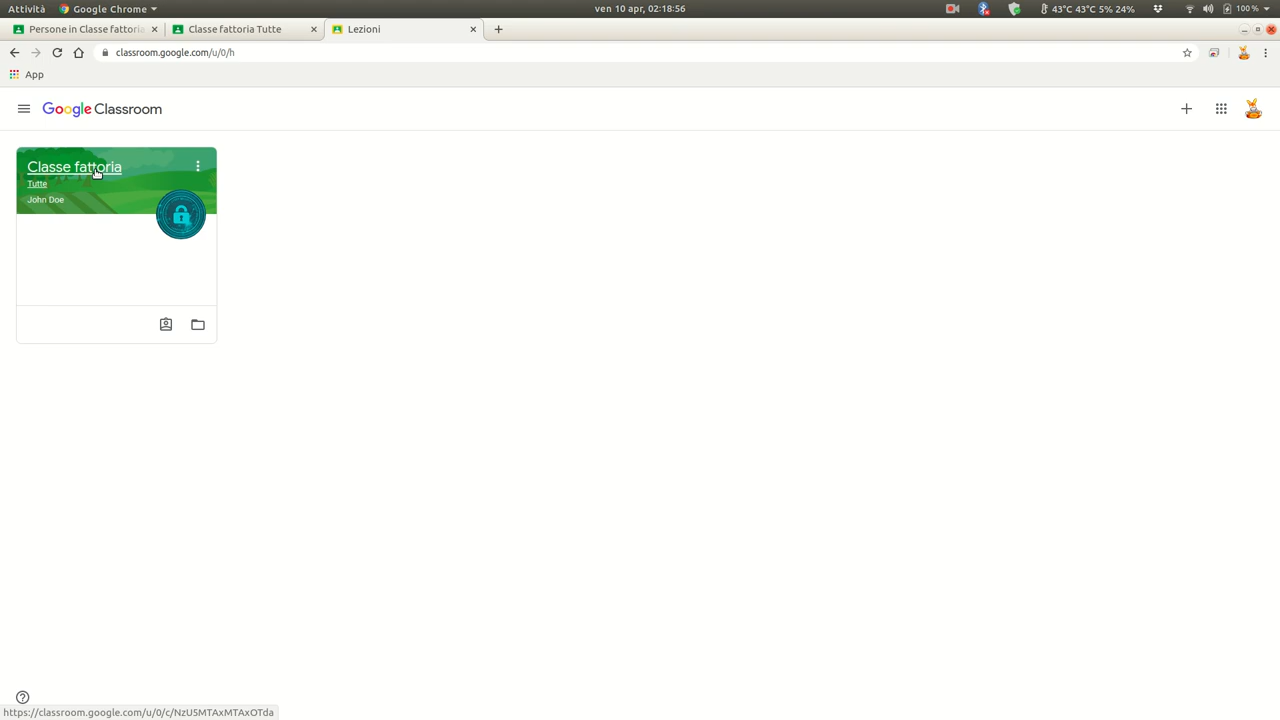 Attività
Google Chrome
ven 10 apr, 02:18:56
43°C 43°C 5% 24%
100 %
Persone in Classe fattoria
Classe fattoria Tutte
Lezioni
classroom.google.com/u/0/h
App
Google Classroom
Classe fattoria
Tutte
John Doe
https://classroom.google.com/u/0/c/NzU5MTAxMTAxOTda